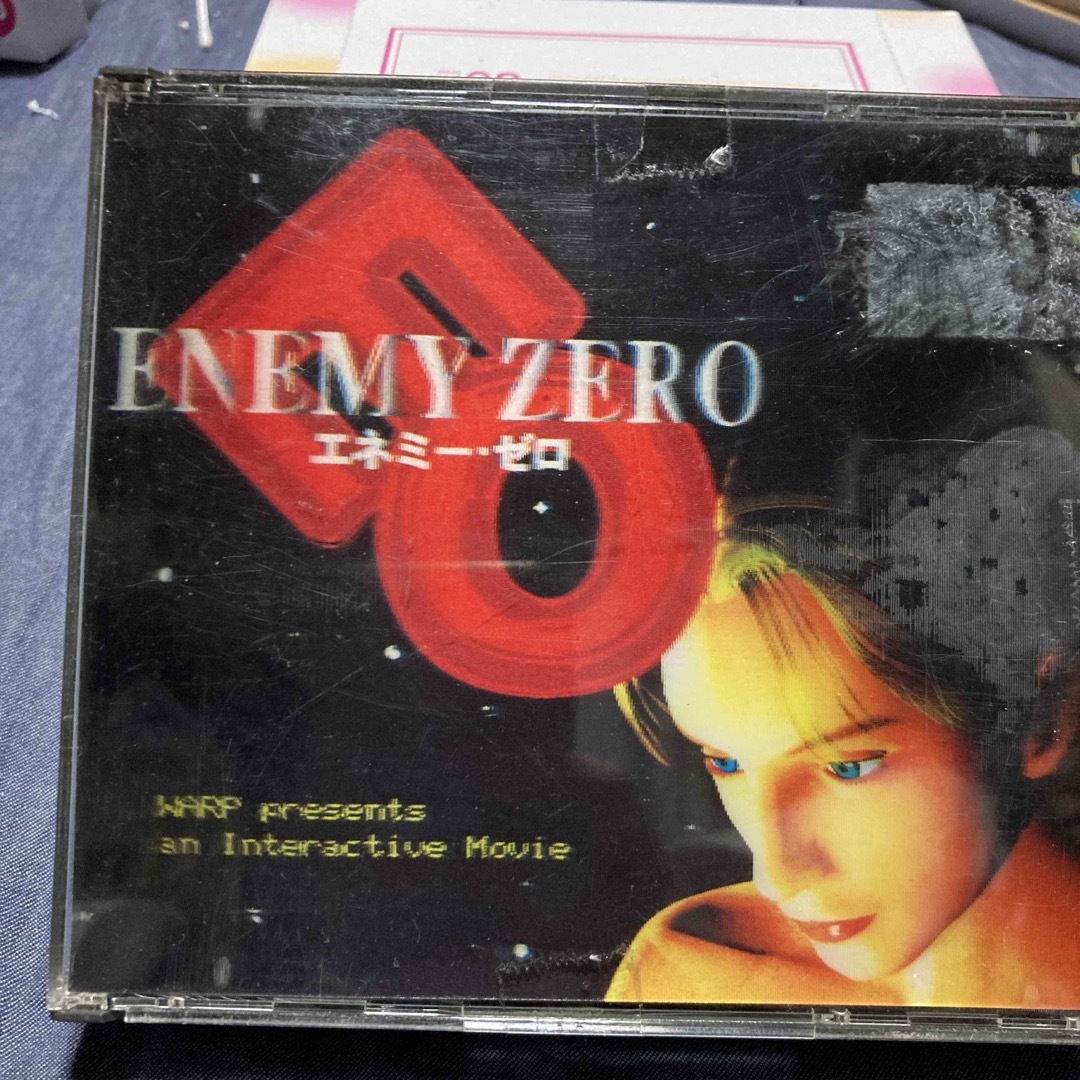 ENEMY ZERO
エネミー・ゼロ
WARP presents
an Interactive Movie